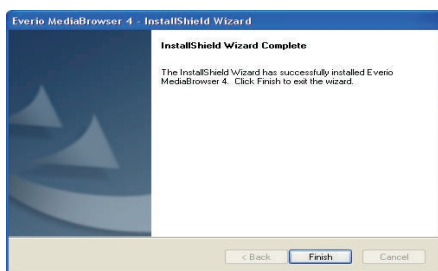 Everio MediaBrowser 4 - InstallShield Wizard
InstallShield Wizard Complete
The InstallShield Wizard has successfully installed Everio
MediaBrowser 4. Click Finish to exit the wizard.
< Back Finish Cancel